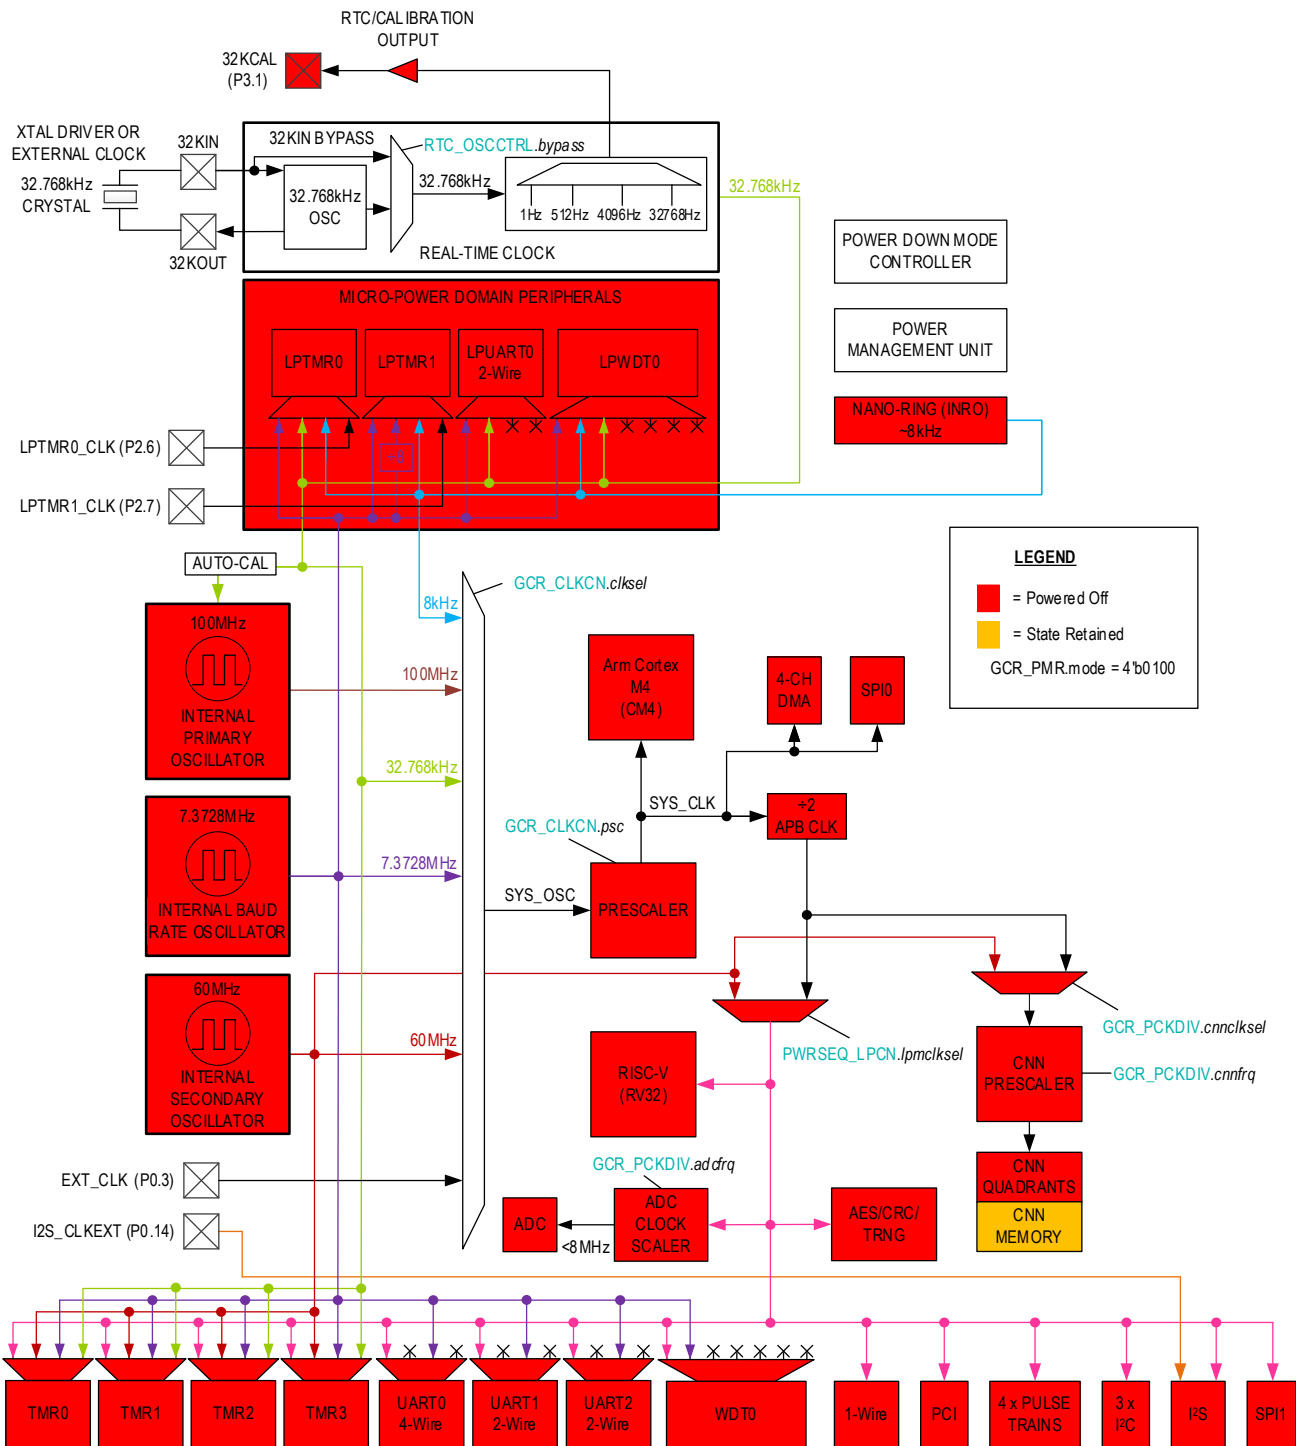 RTC/CALIBRATION
OUTPUT
32KCAL
(P3.1)
XTAL DRIVER OR
EXTERNAL CLOCK
32KIN
32KIN BYPASS
RTC_OSCCTRL.bypass
32.768kHz
CRYSTAL
32.768kHz
OSC
32.768kHz
1Hz 512Hz 4096Hz 32768Hz
32.768kHz
32KOUT
REAL-TIME CLOCK
POWER DOWN MODE
CONTROLLER
MICRO-POWER DOMAIN PERIPHERALS
POWER
MANAGEMENT UNIT
LPTMR0
LPTMR1
LPUART0
2-Wire
LPWDT0
NANO-RING (INRO)
~8kHz
LPTMR0_CLK (P2.6)
÷8
LPTMR1_CLK (P2.7)
AUTO-CAL
LEGEND
= Powered Off
= State Retained
GCR_PMR.mode = 4'b0100
GCR_CLKCN.clksel
8kHz
100MHz
INTERNAL
PRIMARY
OSCILLATOR
100MHz
Arm Cortex
M4
(CM4)
4-CH
DMA
SPI0
32.768kHz
SYS_CLK
÷2
APB CLK
7.3728MHz
INTERNAL BAUD
RATE OSCILLATOR
GCR_CLKCN.psc
7.3728MHz
SYS_OSC
PRESCALER
60MHz
INTERNAL
SECONDARY
OSCILLATOR
60MHz
GCR_PCKDIV.cnnclksel
PWRSEQ_LPCN.lpmclksel
RISC-V
(RV32)
CNN
PRESCALER
GCR_PCKDIV.cnnfrq
EXT_CLK (P0.3)
GCR_PCKDIV.adcfrq
CNN
QUADRANTS
CNN
MEMORY
I2S_CLKEXT (P0.14)
ADC
<8MHz
ADC
CLOCK
SCALER
AES/CRC/
TRNG
TMR0
TMR1
TMR2
TMR3
UART0
4-Wire
UART1
2-Wire
UART2
2-Wire
WDT0
1-Wire
PCI
4 x PULSE
TRAINS
3 x
I²C
I²S
SPI1